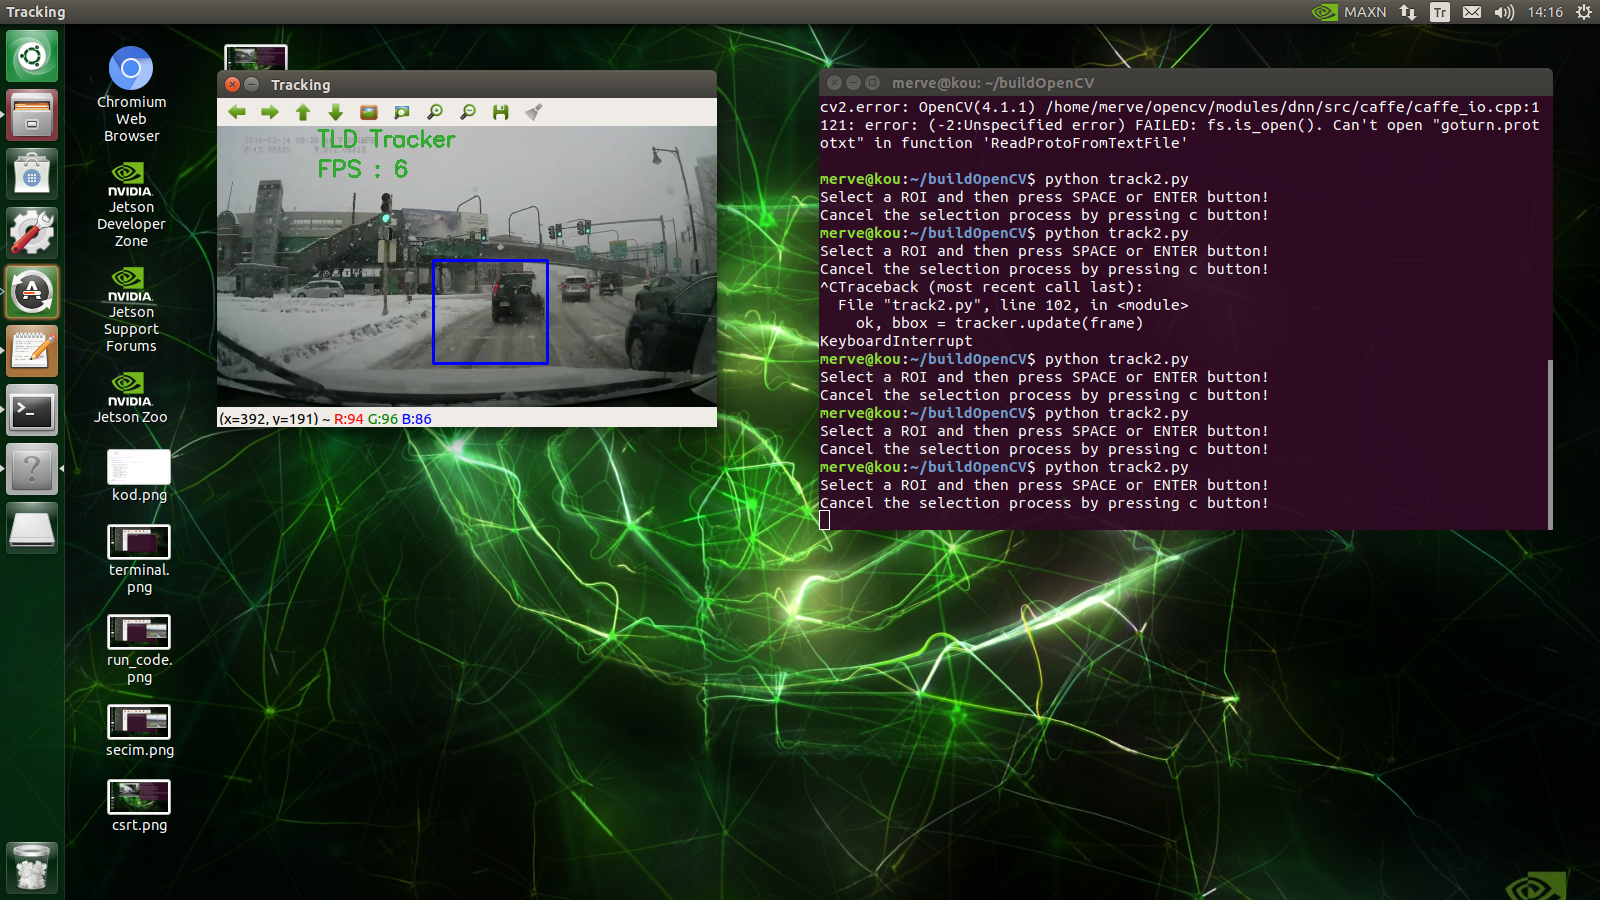 Tracking
MAXN
Tr
14:16
Chromium
Web
Browser
NVIDIA.
Jetson
Developer
Zone
NVIDIA.
Jetson
Support
Forums
NVIDIA.
Jetson Zoo
kod.png
terminal.
png
run_code.
png
secim.png
csrt.png
Tracking
TLD Tracker
FPS : 6
(x=392, y=191) ~ R:94 G:96 B:86
merve@kou: ~/buildOpenCV
cv2.error: OpenCV(4.1.1) /home/merve/opencv/modules/dnn/src/caffe/caffe_io.cpp:1
121: error: (-2:Unspecified error) FAILED: fs.is_open(). Can't open "goturn.prot
otxt" in function 'ReadProtoFromTextFile'
merve@kou:~/buildOpenCV$ python track2.py
Select a ROI and then press SPACE or ENTER button!
Cancel the selection process by pressing c button!
merve@kou:~/buildOpenCV$ python track2.py
Select a ROI and then press SPACE or ENTER button!
Cancel the selection process by pressing c button!
^CTraceback (most recent call last):
  File "track2.py", line 102, in <module>
    ok, bbox = tracker.update(frame)
KeyboardInterrupt
merve@kou:~/buildOpenCV$ python track2.py
Select a ROI and then press SPACE or ENTER button!
Cancel the selection process by pressing c button!
merve@kou:~/buildOpenCV$ python track2.py
Select a ROI and then press SPACE or ENTER button!
Cancel the selection process by pressing c button!
merve@kou:~/buildOpenCV$ python track2.py
Select a ROI and then press SPACE or ENTER button!
Cancel the selection process by pressing c button!